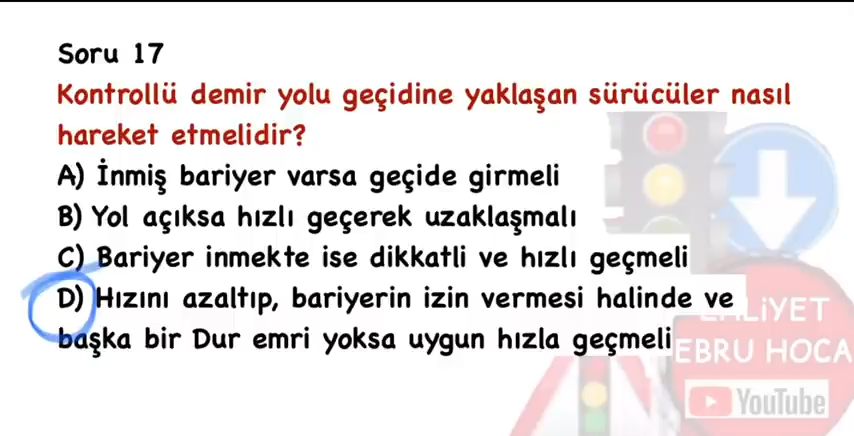 Soru 17
Kontrollü demir yolu geçidine yaklaşan sürücüler nasıl
hareket etmelidir?
A) İnmiş bariyer varsa geçide girmeli
B) Yol açıksa hızlı geçerek uzaklaşmalı
C) Bariyer inmekte ise dikkatli ve hızlı geçmeli
D) Hızını azaltıp, bariyerin izin vermesi halinde ve
başka bir Dur emri yoksa uygun hızla geçmeli
EHLİYET
EBRU HOCA
YouTube